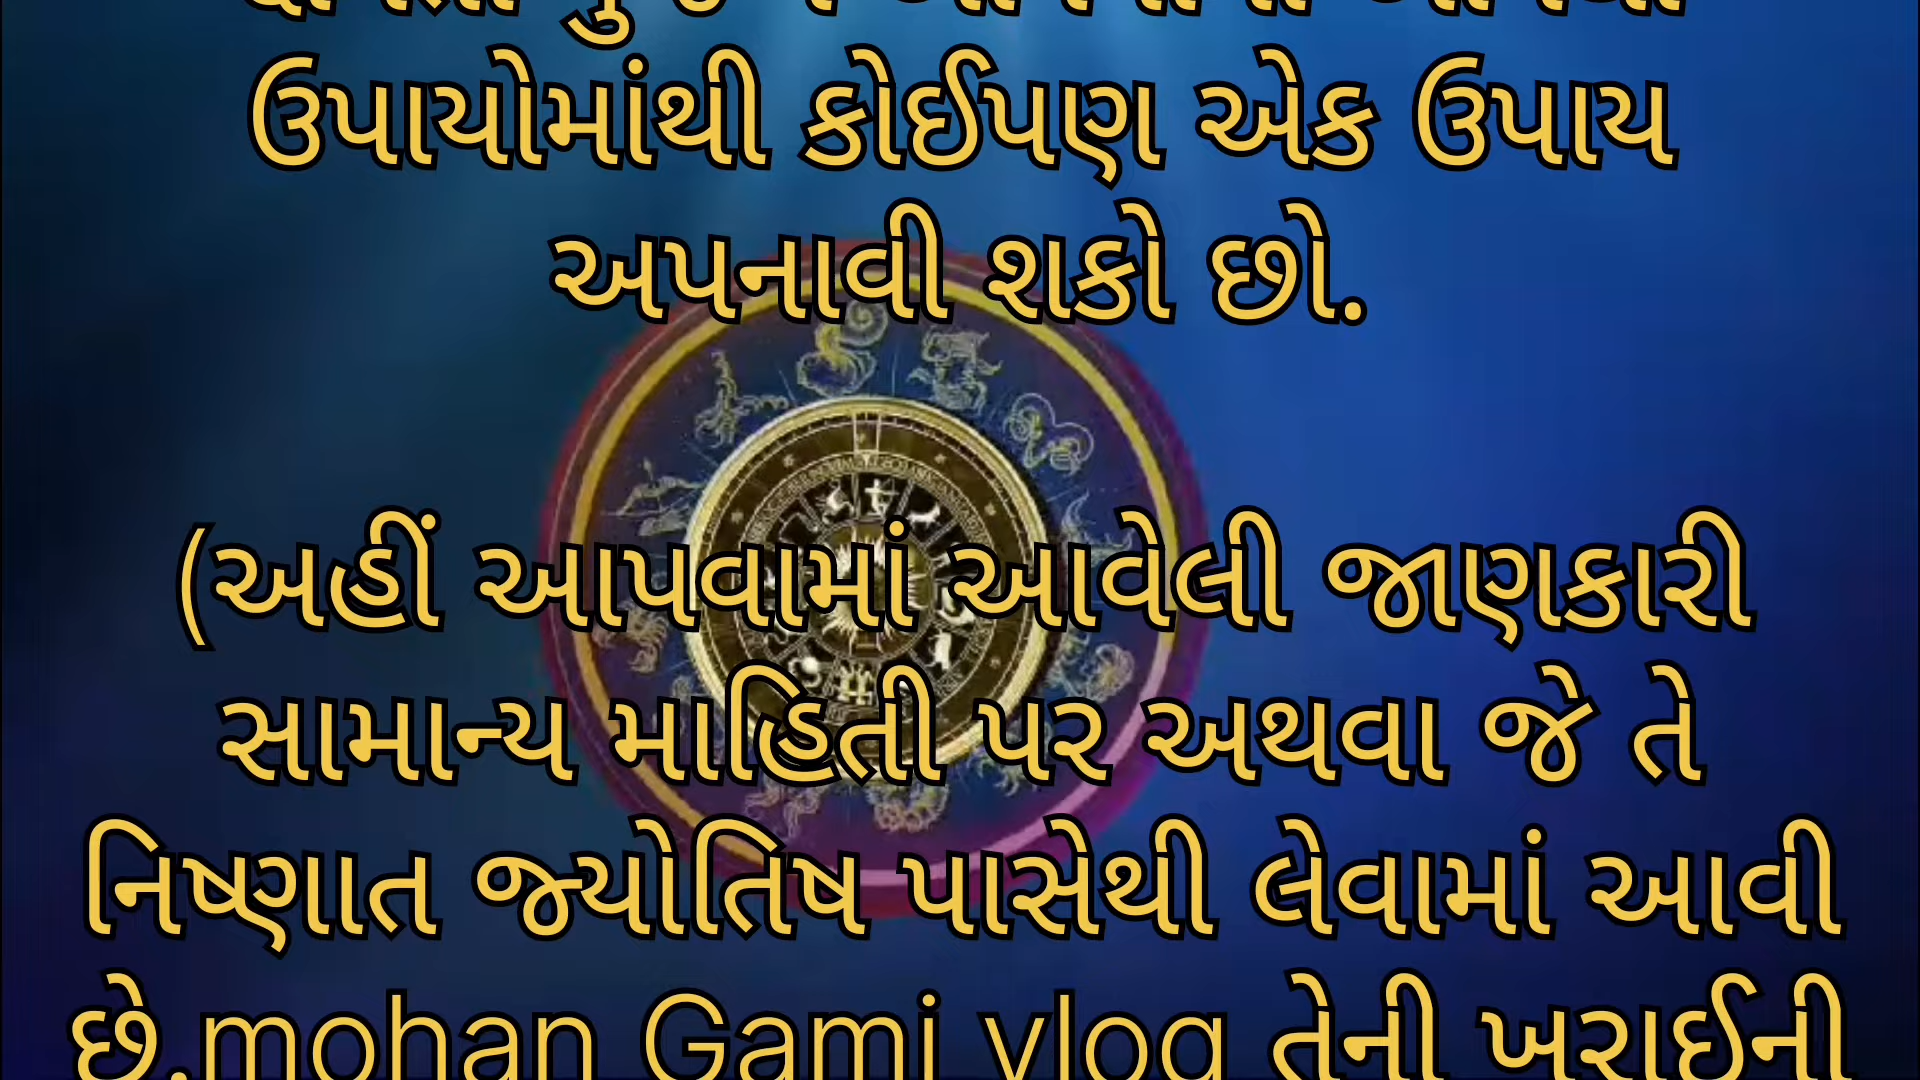 ઉપાયોમાંથી કોઈપણ એક ઉપાય
અપનાવી શકો છો.
(અહીં આપવામાં આવેલી જાણકારી
સામાન્ય માહિતી પર અથવા જે તે
નિષ્ણાત જ્યોતિષ પાસેથી લેવામાં આવી
છે.mohan Gami vlog તેની ખરાઈની